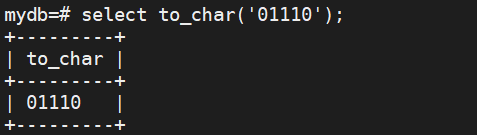 mydb=# select to_char('01110');
+---------+
| to_char |
+---------+
| 01110   |
+---------+